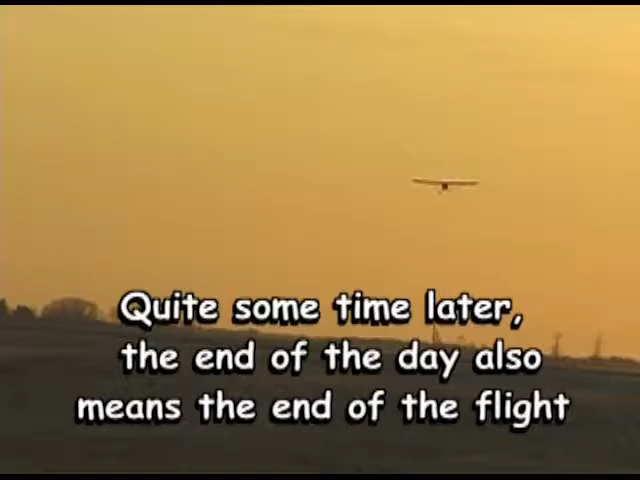 Quite some time later,
the end of the day also
means the end of the flight